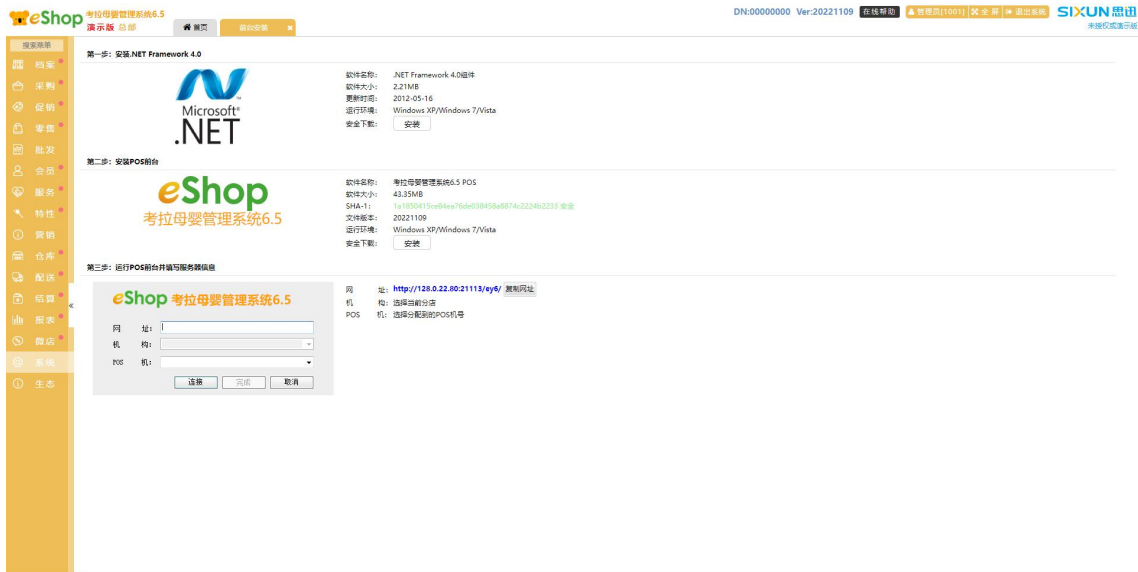 eShop 考拉母婴管理系统6.5
演示版 总部
首页
前台安装
DN:00000000 Ver:20221109 在线帮助 管理员[1001] 全 屏 退出系统 SIXUN思迅
未授权或演示版
搜索菜单
档案
采购
促销
零售
批发
会员
服务
特性
营销
仓库
配送
结算
报表
微店
系统
生态
«
第一步：安装.NET Framework 4.0
Microsoft®
.NET
软件名称： .NET Framework 4.0组件
软件大小： 2.21MB
更新时间： 2012-05-16
运行环境： Windows XP/Windows 7/Vista
安全下载： 安装
第二步：安装POS前台
eShop
考拉母婴管理系统6.5
软件名称： 考拉母婴管理系统6.5 POS
软件大小： 43.35MB
SHA-1： 安全
文件版本： 20221109
运行环境： Windows XP/Windows 7/Vista
安全下载： 安装
第三步：运行POS前台并填写服务器信息
eShop 考拉母婴管理系统6.5
网 址：
机 构：
POS 机：
连接 完成 取消
网 址：http://128.0.22.80:21113/ey6/ 复制网址
机 构：选择当前分店
POS 机：选择分配到的POS机号